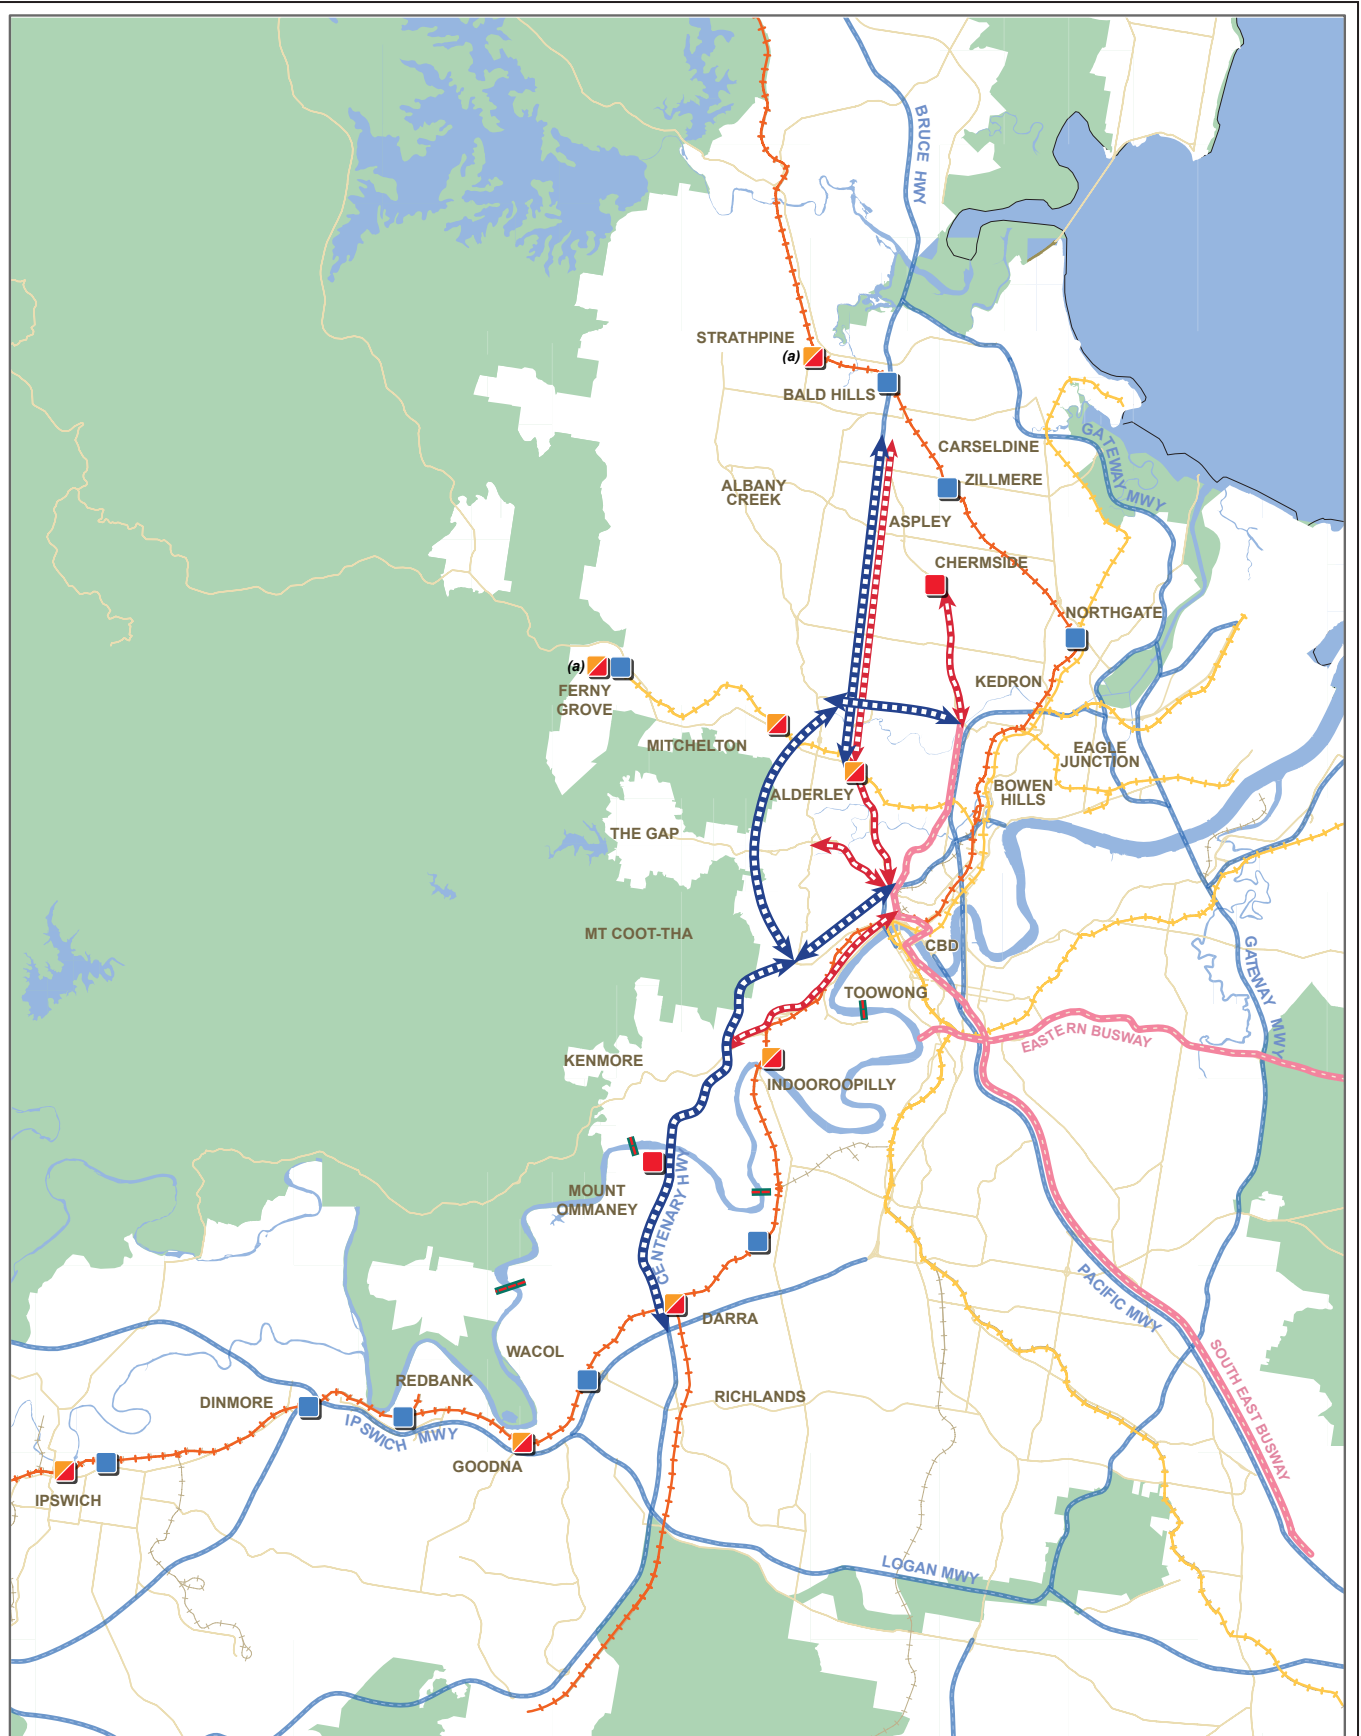 BRUCE HWY
STRATHPINE
(a)
BALD HILLS
CARSELDINE
GATEWAY MWY
ZILLMERE
ALBANY
CREEK
ASPLEY
CHERMSIDE
NORTHGATE
(a)
FERNY
GROVE
KEDRON
MITCHELTON
EAGLE
JUNCTION
ALDERLEY
BOWEN
HILLS
THE GAP
MT COOT-THA
CBD
GATEWAY MWY
TOOWONG
EASTERN BUSWAY
KENMORE
INDOOROOPILLY
MOUNT
OMMANEY
CENTENARY HWY
PACIFIC MWY
DARRA
WACOL
SOUTH EAST BUSWAY
REDBANK
RICHLANDS
DINMORE
IPSWICH MWY
GOODNA
IPSWICH
LOGAN MWY